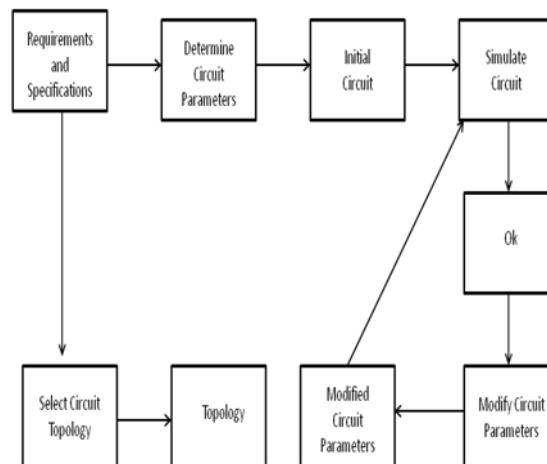 Requirements
and
Specifications
Determine
Circuit
Parameters
Initial
Circuit
Simulate
Circuit
Ok
Select Circuit
Topology
Topology
Modified
Circuit
Parameters
Modify Circuit
Parameters